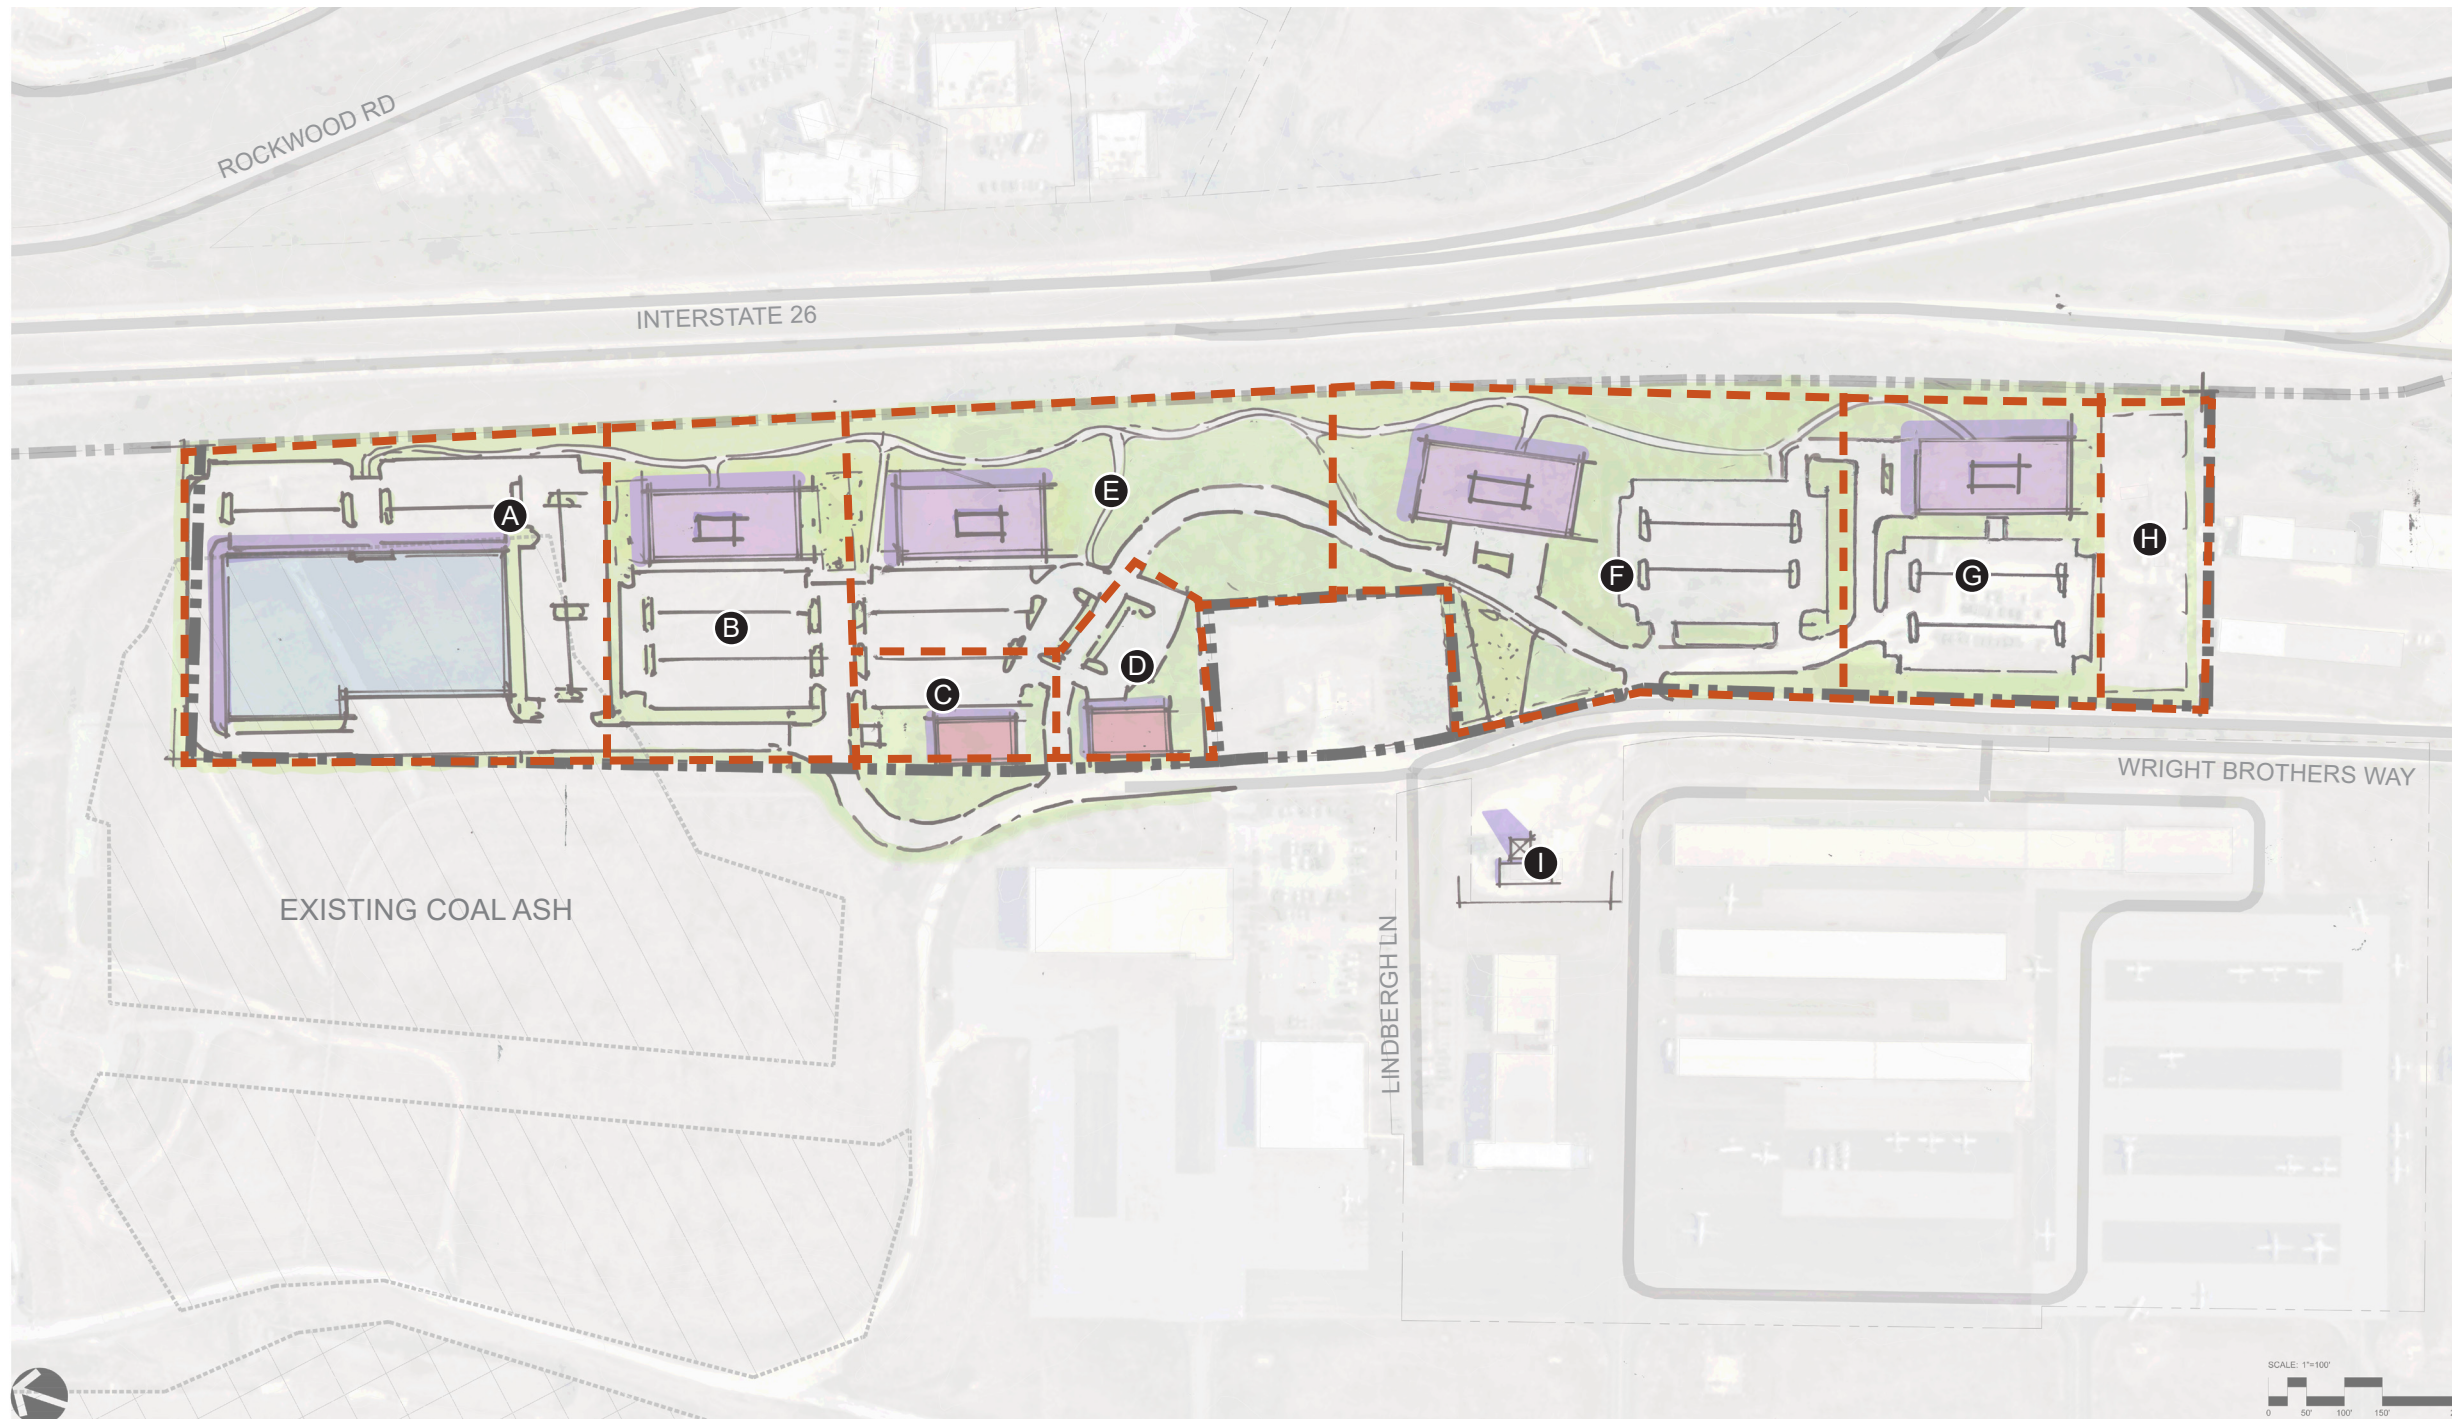 ROCKWOOD RD
INTERSTATE 26
A
B
C
D
E
F
G
H
I
WRIGHT BROTHERS WAY
EXISTING COAL ASH
LINDBERGH LN
SCALE: 1"=100'
0 50' 100' 150'